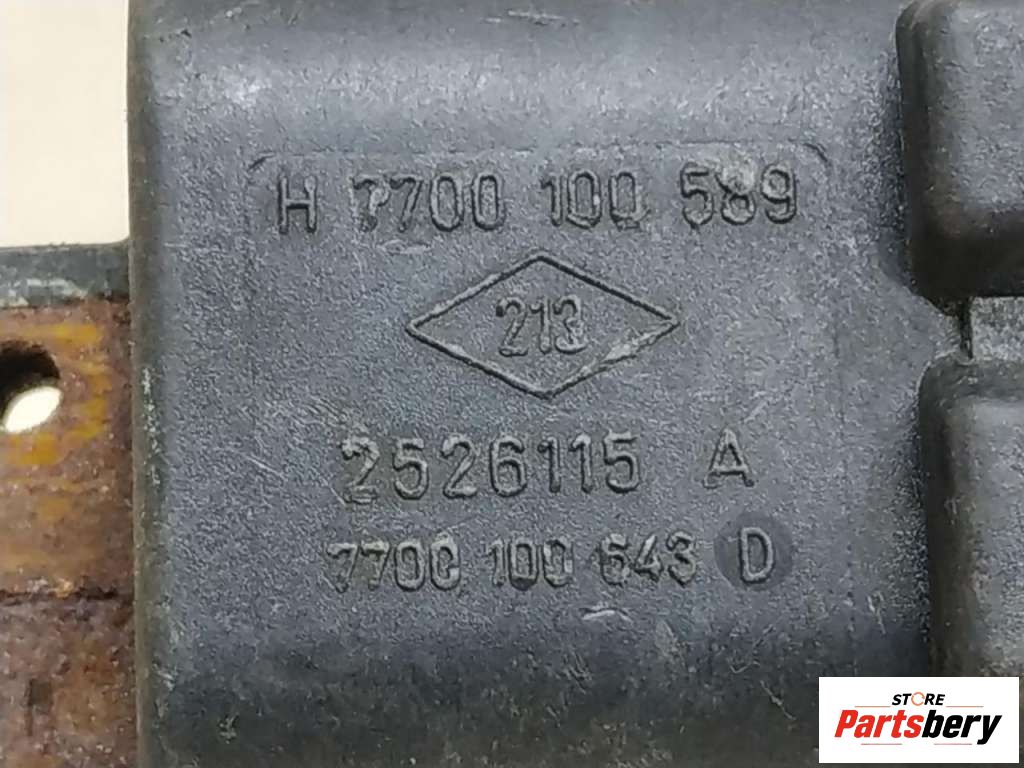 H 7700 100 589
213
2526115 A
7700 100 643 D
STORE
Partsbery